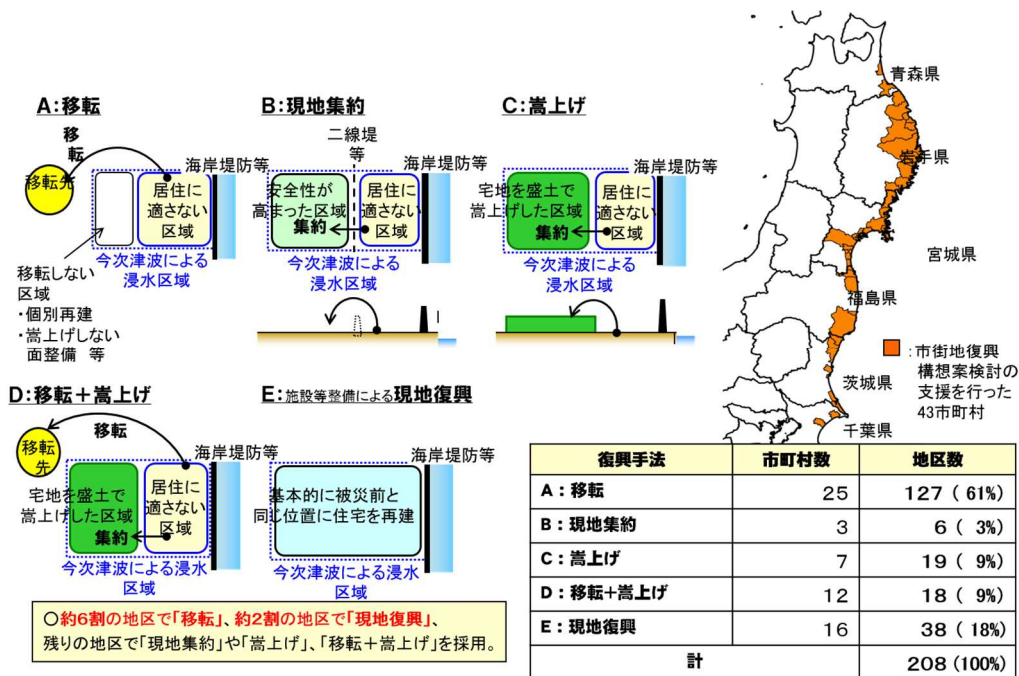 A：移転
移転
移転先
海岸堤防等
居住に
適さない
区域
今次津波による
浸水区域
移転しない
区域
・個別再建
・嵩上げしない
面整備　等
B：現地集約
二線堤
等
海岸堤防等
安全性が
高まった区域
集約
居住に
適さない
区域
今次津波による
浸水区域
C：嵩上げ
海岸堤防等
宅地を盛土で
嵩上げした区域
集約
居住に
適さない
区域
今次津波による
浸水区域
D：移転＋嵩上げ
移転
移転
先
海岸堤防等
宅地を盛土で
嵩上げした区域
集約
居住に
適さない
区域
今次津波による浸水
区域
E：施設等整備による現地復興
海岸堤防等
基本的に被災前と
同じ位置に住宅を再建
今次津波による浸水
区域
○約6割の地区で「移転」、約2割の地区で「現地復興」、
残りの地区で「現地集約」や「嵩上げ」、「移転＋嵩上げ」を採用。
青森県
岩手県
宮城県
福島県
茨城県
千葉県
：市街地復興
構想案検討の
支援を行った
43市町村
復興手法 市町村数 地区数
A：移転 25 127 ( 61%)
B：現地集約 3 6 ( 3%)
C：嵩上げ 7 19 ( 9%)
D：移転+嵩上げ 12 18 ( 9%)
E：現地復興 16 38 ( 18%)
計 208 (100%)